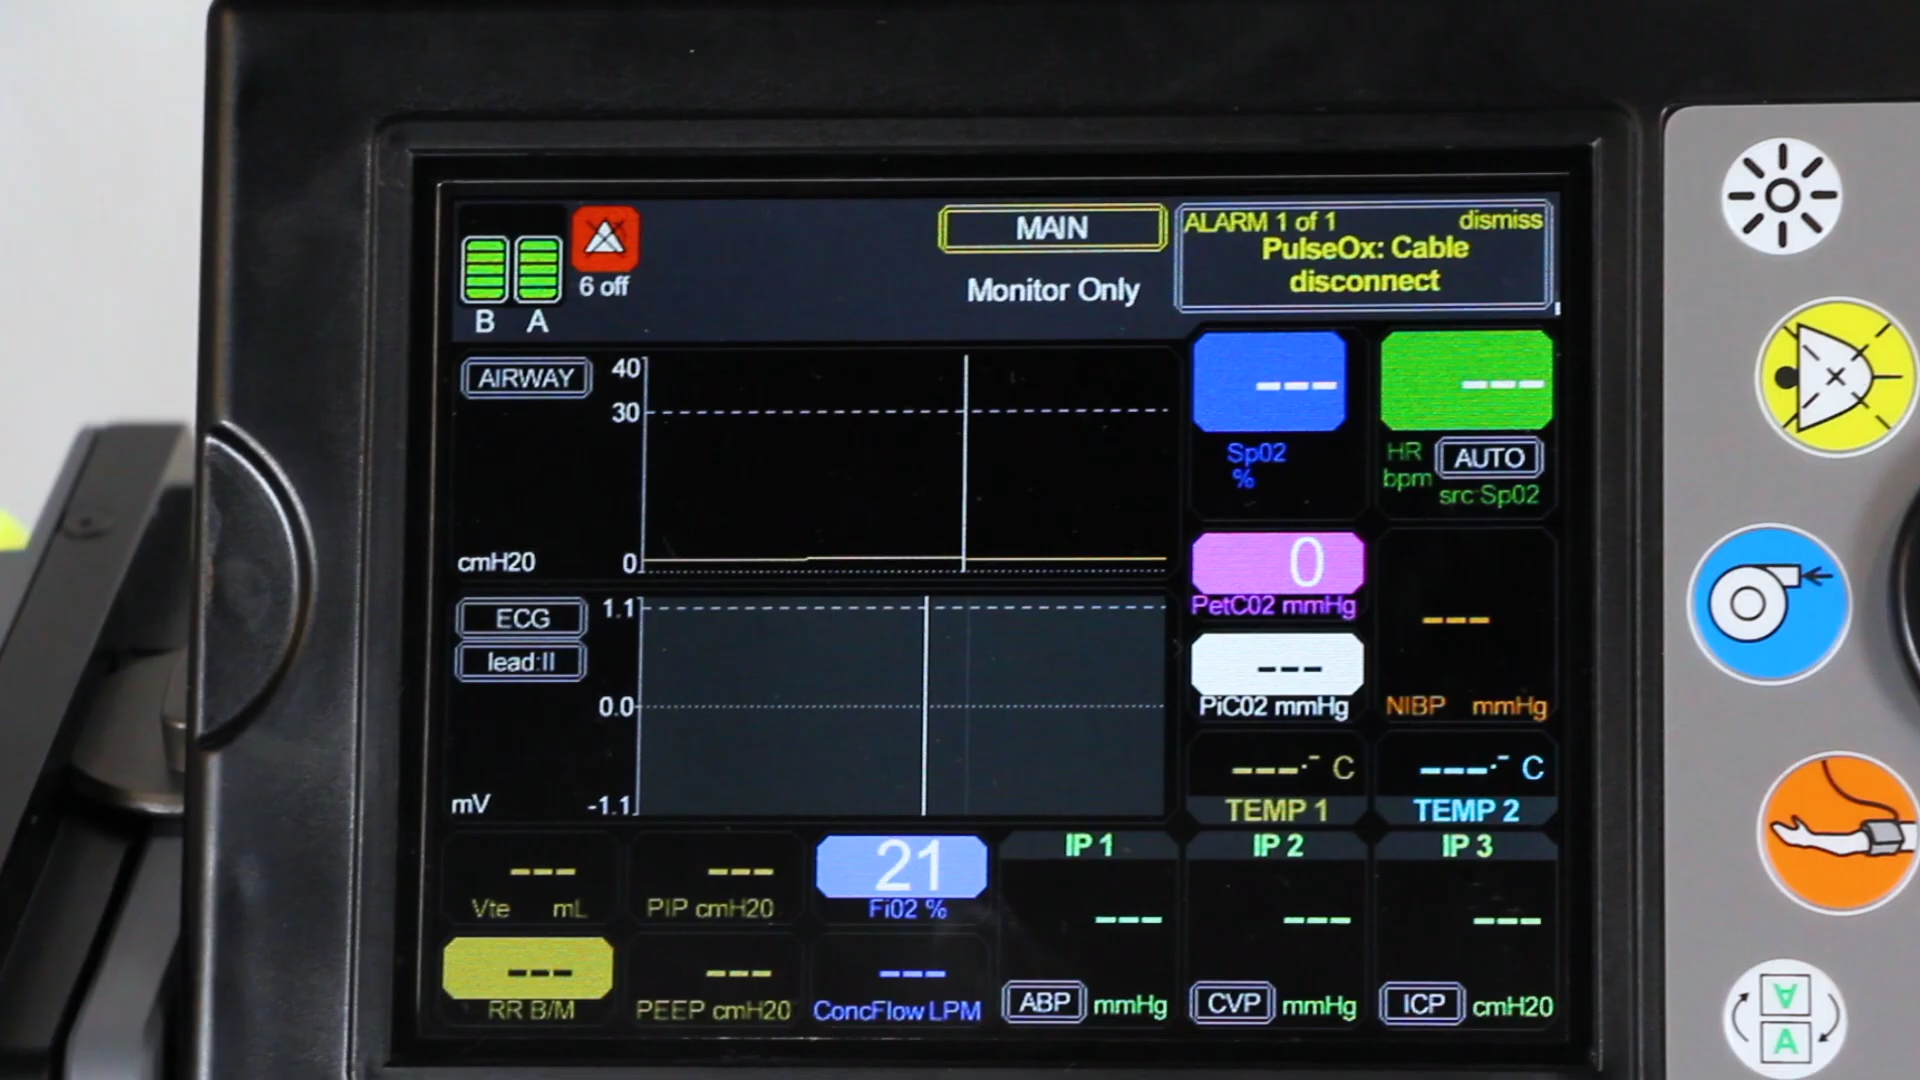 MAIN
ALARM 1 of 1 dismiss
PulseOx: Cable
disconnect
6 off
Monitor Only
B A
AIRWAY
40
30
cmH20
0
Sp02
%
HR
bpm
AUTO
src Sp02
0
PetC02 mmHg
---
PiC02 mmHg
---
NIBP mmHg
ECG
lead:II
1.1
0.0
mV
-1.1
---.- C
TEMP 1
---.- C
TEMP 2
---
Vte mL
---
PIP cmH20
21
Fi02 %
IP 1
IP 2
IP 3
---
---
---
---
RR B/M
---
PEEP cmH20
---
ConcFlow LPM
ABP mmHg
CVP mmHg
ICP cmH20
A
A